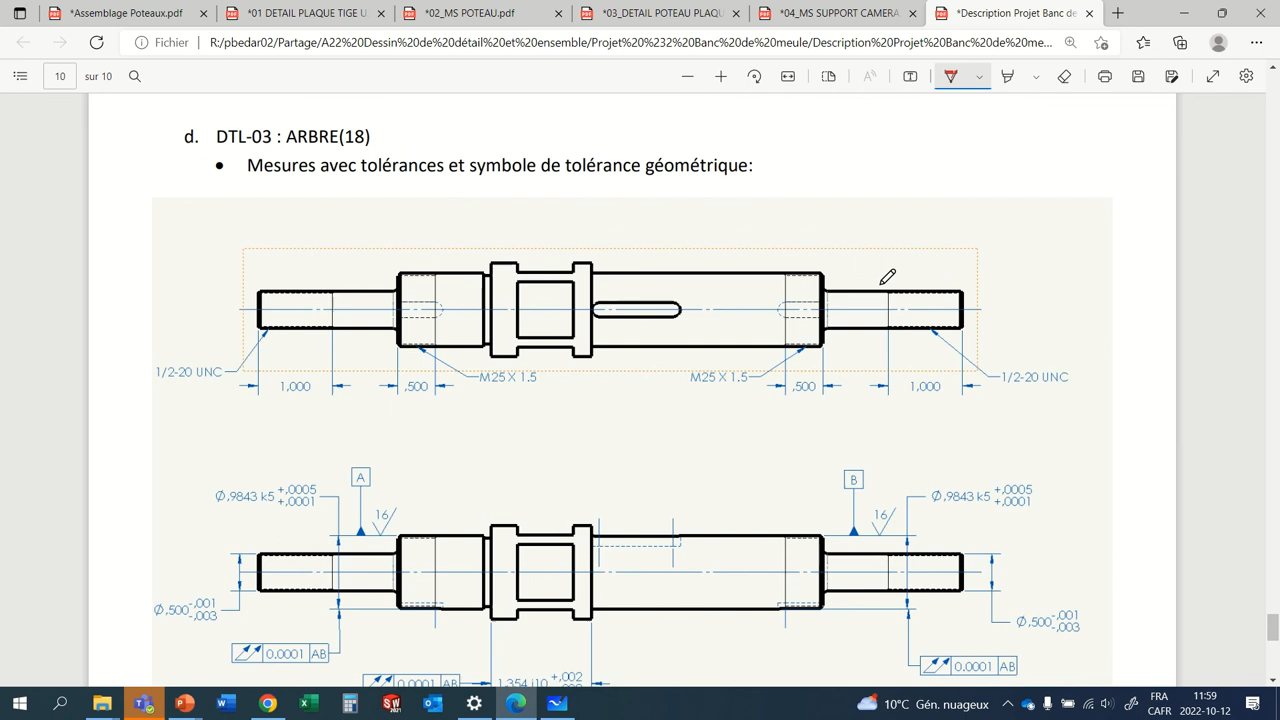 *Assemblage Poteaux.pdf
*01 DETAIL PLAQUE TIGE U
*02_MS POTEAU.pdf
*03_DETAIL POTEAU PLAQU
*04_MS SUPPORT CAMERA
*Description Projet Banc de
Fichier
R:/pbedar02/Partage/A22%20Dessin%20de%20détail%20et%20ensemble/Projet%20%232%20Banc%20de%20meule/Description%20Projet%20Banc%20de%20me...
10 sur 10
d. DTL-03 : ARBRE(18)
• Mesures avec tolérances et symbole de tolérance géométrique:
1/2-20 UNC
1,000
,500
M25 X 1.5
M25 X 1.5
,500
1,000
1/2-20 UNC
A
B
Ø,9843 k5 +,0005 +,0001
16
16
Ø,9843 k5 +,0005 +,0001
Ø,500 -,001 -,003
Ø,500 -,001 -,003
0.0001 AB
0.0001 AB
0.0001 AB
1,354 j10 +,002
10°C Gén. nuageux
FRA
CAFR
11:59
2022-10-12